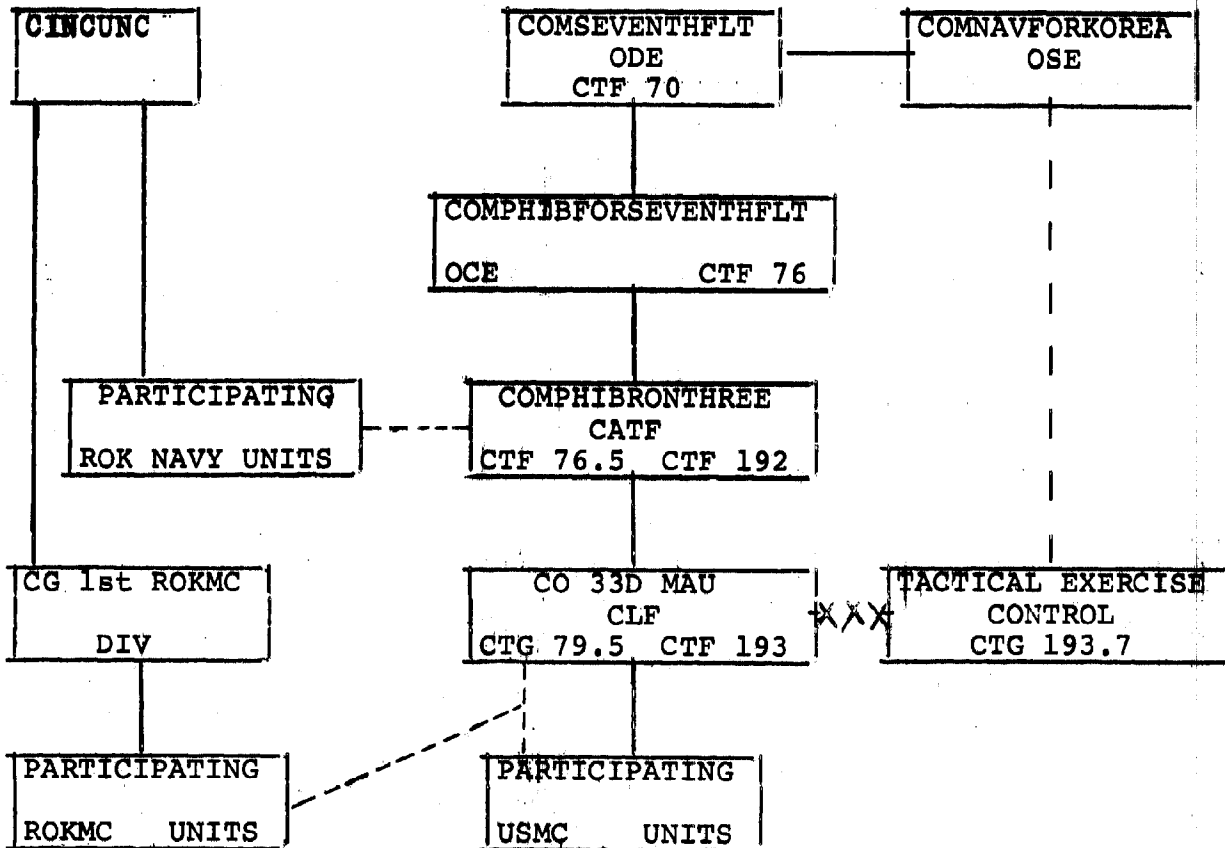 CINCUNC
COMSEVENTHFLT
ODE
CTF 70
COMNAVFORKOREA
OSE
COMPHIBFORSEVENTHFLT
OCE CTF 76
PARTICIPATING
ROK NAVY UNITS
COMPHIBRONTHREE
CATF
CTF 76.5 CTF 192
CG 1st ROKMC
DIV
CO 33D MAU
CLF
CTG 79.5 CTF 193
XXX
TACTICAL EXERCISE
CONTROL
CTG 193.7
PARTICIPATING
ROKMC UNITS
PARTICIPATING
USMC UNITS